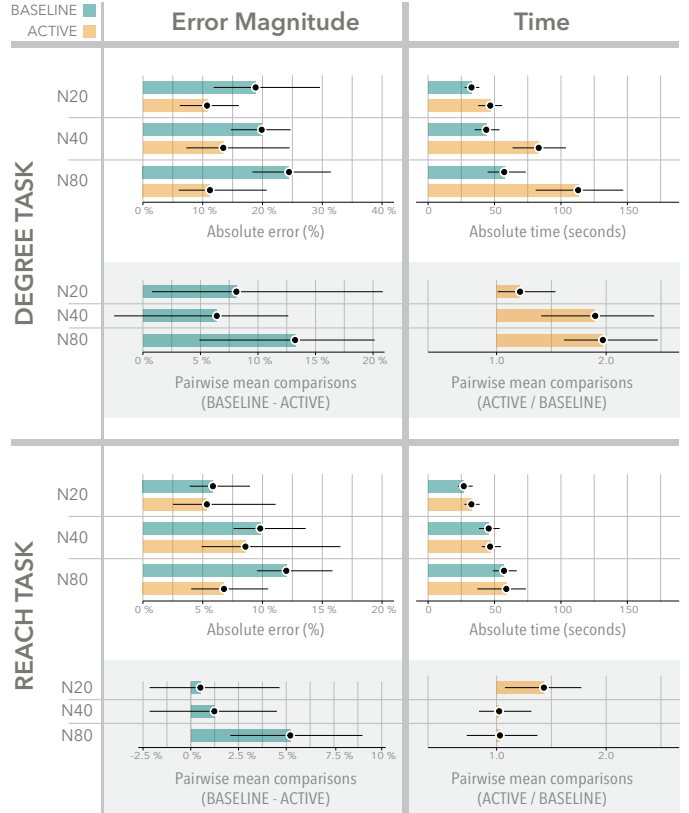 BASELINE
ACTIVE
Error Magnitude
Time
DEGREE TASK
N20
N40
N80
0 %
10 %
20 %
30 %
40 %
Absolute error (%)
0
50
100
150
Absolute time (seconds)
N20
N40
N80
0 %
5 %
10 %
15 %
20 %
Pairwise mean comparisons
(BASELINE - ACTIVE)
1.0
2.0
Pairwise mean comparisons
(ACTIVE / BASELINE)
REACH TASK
N20
N40
N80
0 %
5 %
10 %
15 %
20 %
Absolute error (%)
0
50
100
150
Absolute time (seconds)
N20
N40
N80
-2.5 %
0 %
2.5 %
5 %
7.5 %
10 %
Pairwise mean comparisons
(BASELINE - ACTIVE)
1.0
2.0
Pairwise mean comparisons
(ACTIVE / BASELINE)